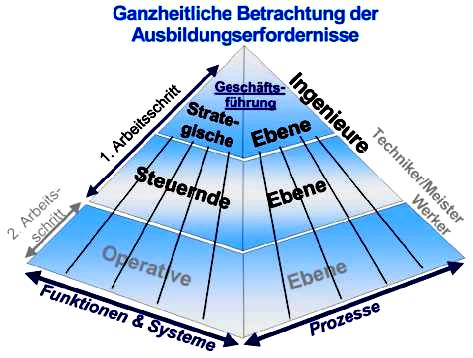 Ganzheitliche Betrachtung der
Ausbildungserfordernisse
Geschäfts-
führung
Strate-
gische Ebene
Steuernde Ebene
Operative Ebene
1. Arbeitsschritt
2. Arbeits-
schritt
Ingenieure
Techniker/Meister
Werker
Funktionen & Systeme
Prozesse